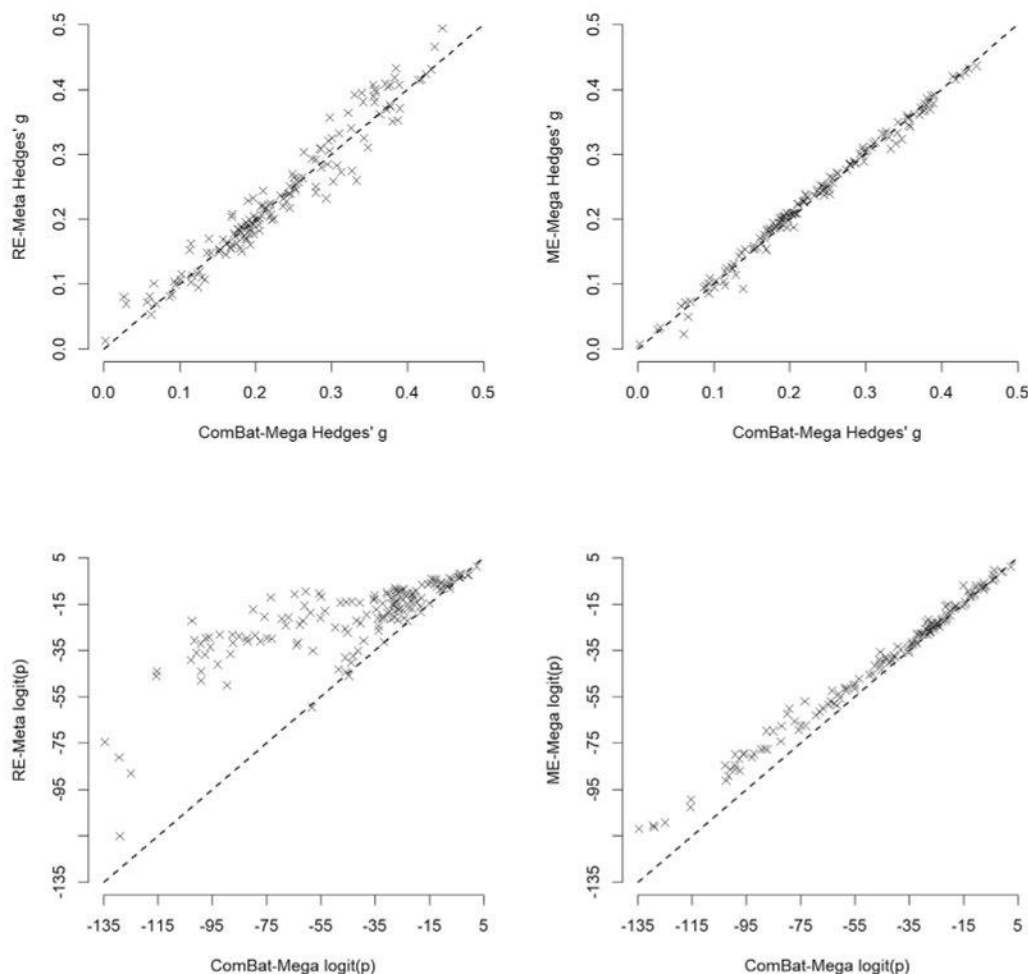 0.5
0.4
0.3
0.2
0.1
0.0
RE-Meta Hedges' g
0.0 0.1 0.2 0.3 0.4 0.5
ComBat-Mega Hedges' g
0.5
0.4
0.3
0.2
0.1
0.0
ME-Mega Hedges' g
0.0 0.1 0.2 0.3 0.4 0.5
ComBat-Mega Hedges' g
5
-15
-35
-55
-75
-95
-135
RE-Meta logit(p)
-135 -115 -95 -75 -55 -35 -15 5
ComBat-Mega logit(p)
5
-15
-35
-55
-75
-95
-135
ME-Mega logit(p)
-135 -115 -95 -75 -55 -35 -15 5
ComBat-Mega logit(p)